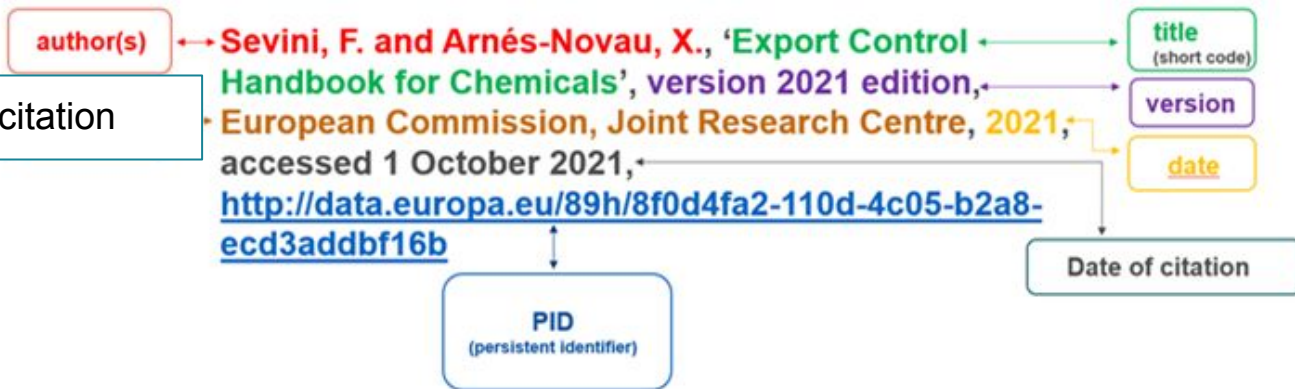 author(s)
Sevini, F. and Arnés-Novau, X., ‘Export Control
Handbook for Chemicals’, version 2021 edition,
European Commission, Joint Research Centre, 2021,
accessed 1 October 2021,
http://data.europa.eu/89h/8f0d4fa2-110d-4c05-b2a8-
ecd3addbf16b
citation
title
(short code)
version
date
Date of citation
PID
(persistent identifier)